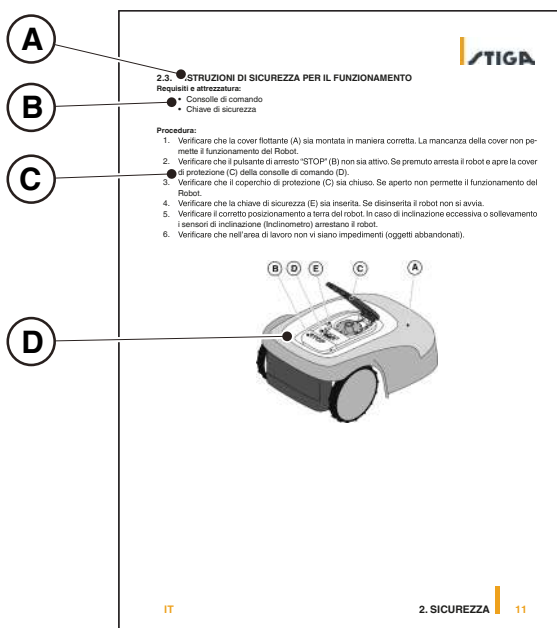 A
STIGA
2.3. ISTRUZIONI DI SICUREZZA PER IL FUNZIONAMENTO
Requisiti e attrezzatura:
B
• Consolle di comando
• Chiave di sicurezza
Procedura:
1. Verificare che la cover flottante (A) sia montata in maniera corretta. La mancanza della cover non pe-
mette il funzionamento del Robot.
2. Verificare che il pulsante di arresto "STOP" (B) non sia attivo. Se premuto arresta il robot e apre la cover
C
di protezione (C) della consolle di comando (D).
3. Verificare che il coperchio di protezione (C) sia chiuso. Se aperto non permette il funzionamento del
Robot.
4. Verificare che la chiave di sicurezza (E) sia inserita. Se disinserita il robot non si avvia.
5. Verificare il corretto posizionamento a terra del robot. In caso di inclinazione eccessiva o sollevamento
i sensori di inclinazione (Inclinometro) arrestano il robot.
6. Verificare che nell'area di lavoro non vi siano impedimenti (oggetti abbandonati).
B D E C A
D
IT
2. SICUREZZA 11